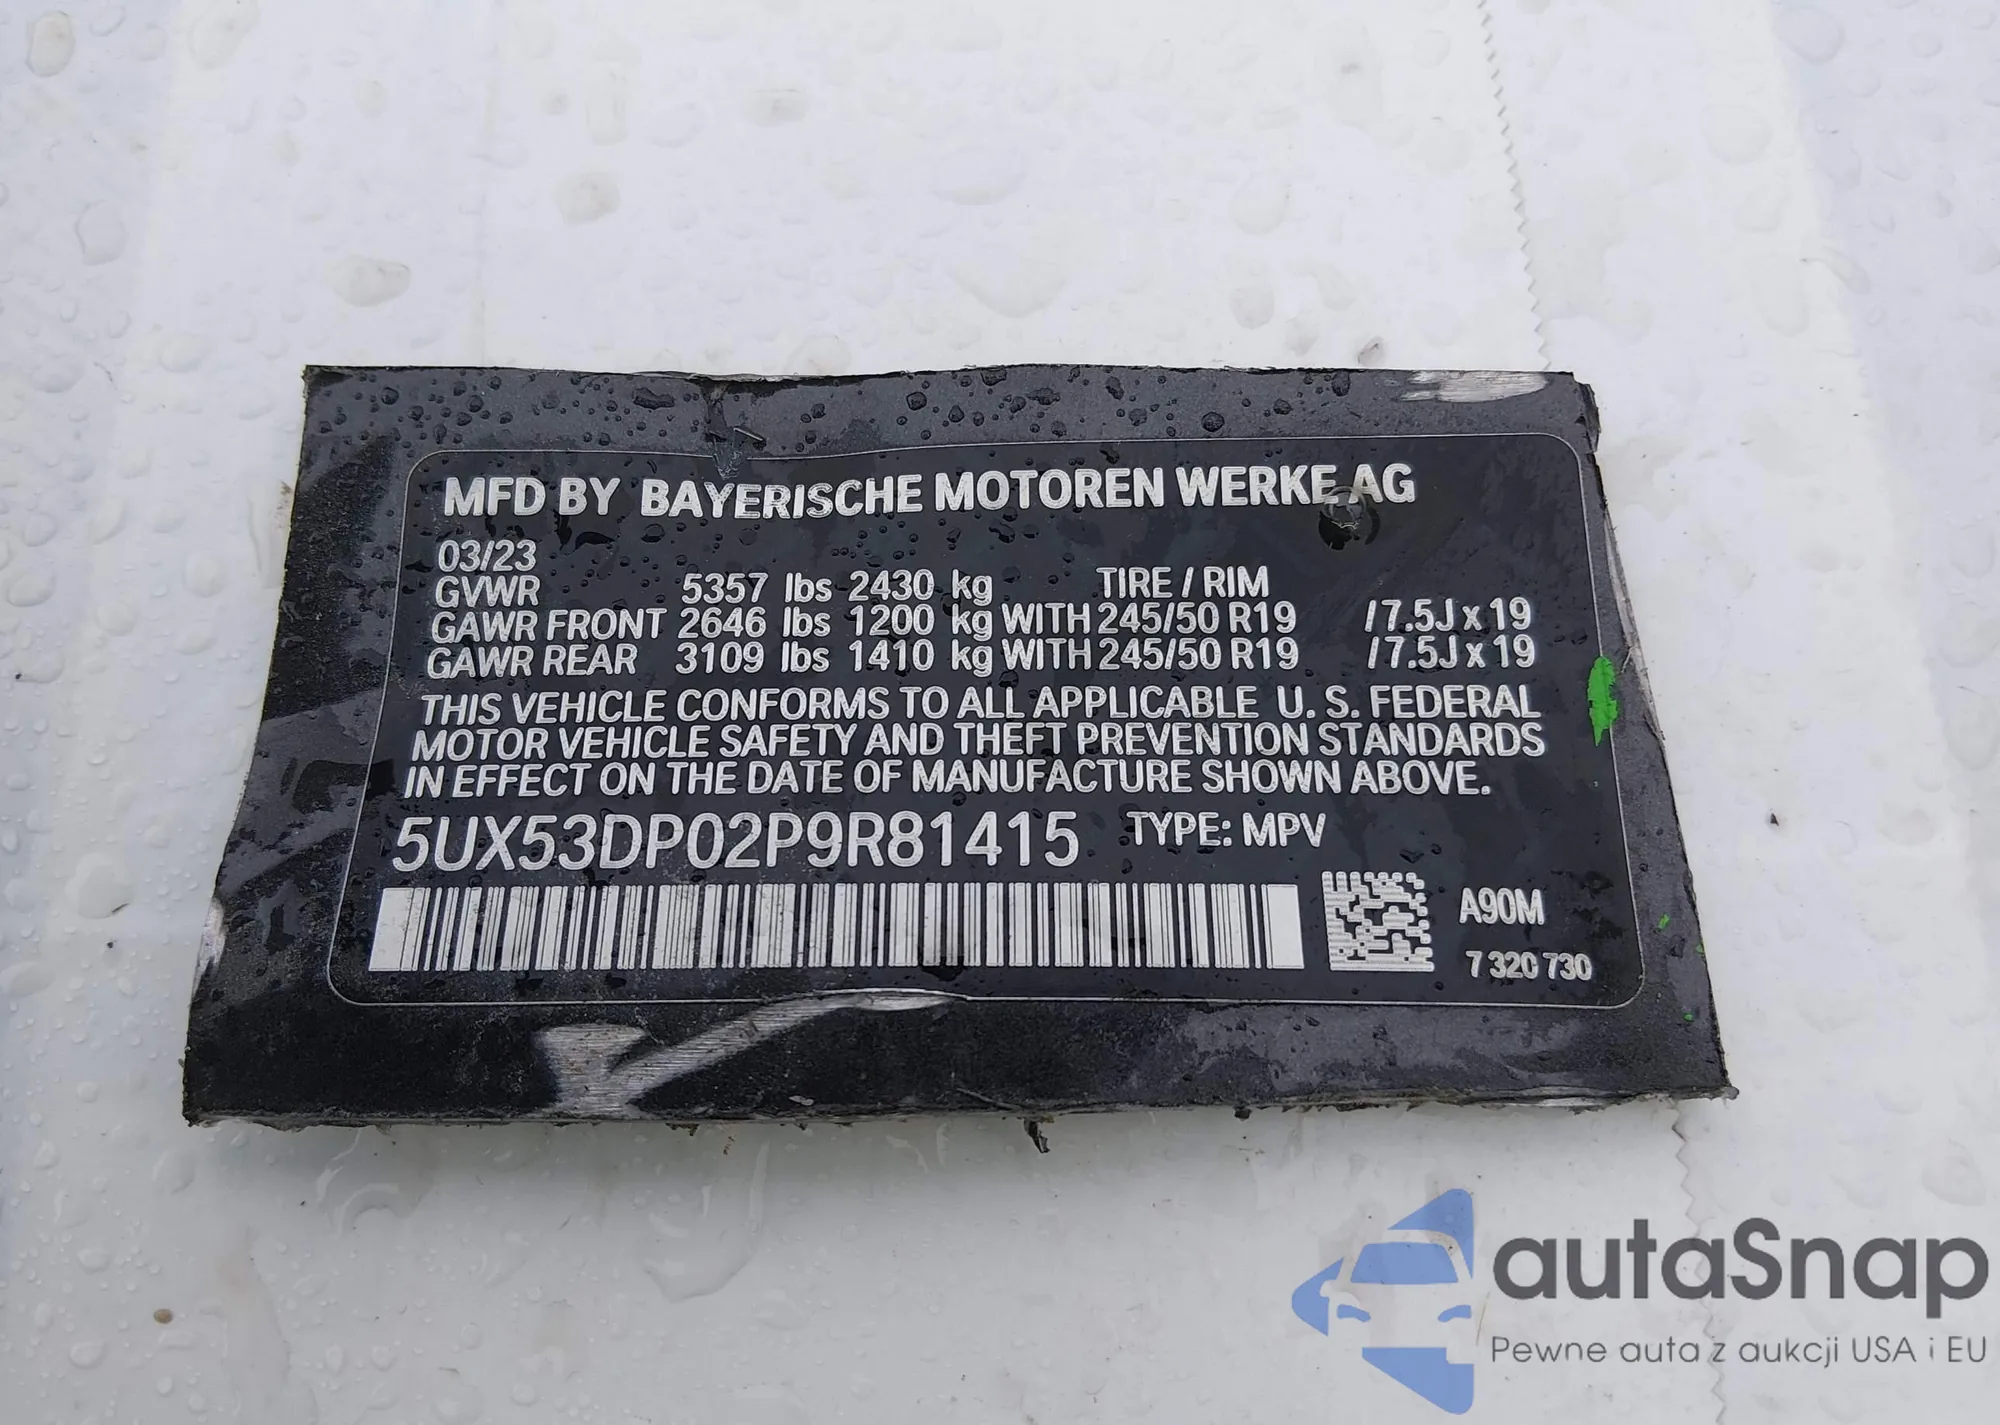 MFD BY BAYERISCHE MOTOREN WERKE AG
03/23
GVWR 5357 lbs 2430 kg TIRE / RIM
GAWR FRONT 2646 lbs 1200 kg WITH 245/50 R19 /7.5J x 19
GAWR REAR 3109 lbs 1410 kg WITH 245/50 R19 /7.5J x 19
THIS VEHICLE CONFORMS TO ALL APPLICABLE U. S. FEDERAL
MOTOR VEHICLE SAFETY AND THEFT PREVENTION STANDARDS
IN EFFECT ON THE DATE OF MANUFACTURE SHOWN ABOVE.
5UX53DP02P9R81415 TYPE: MPV
A90M
7 320 730
autaSnap
Pewne auta z aukcji USA i EU